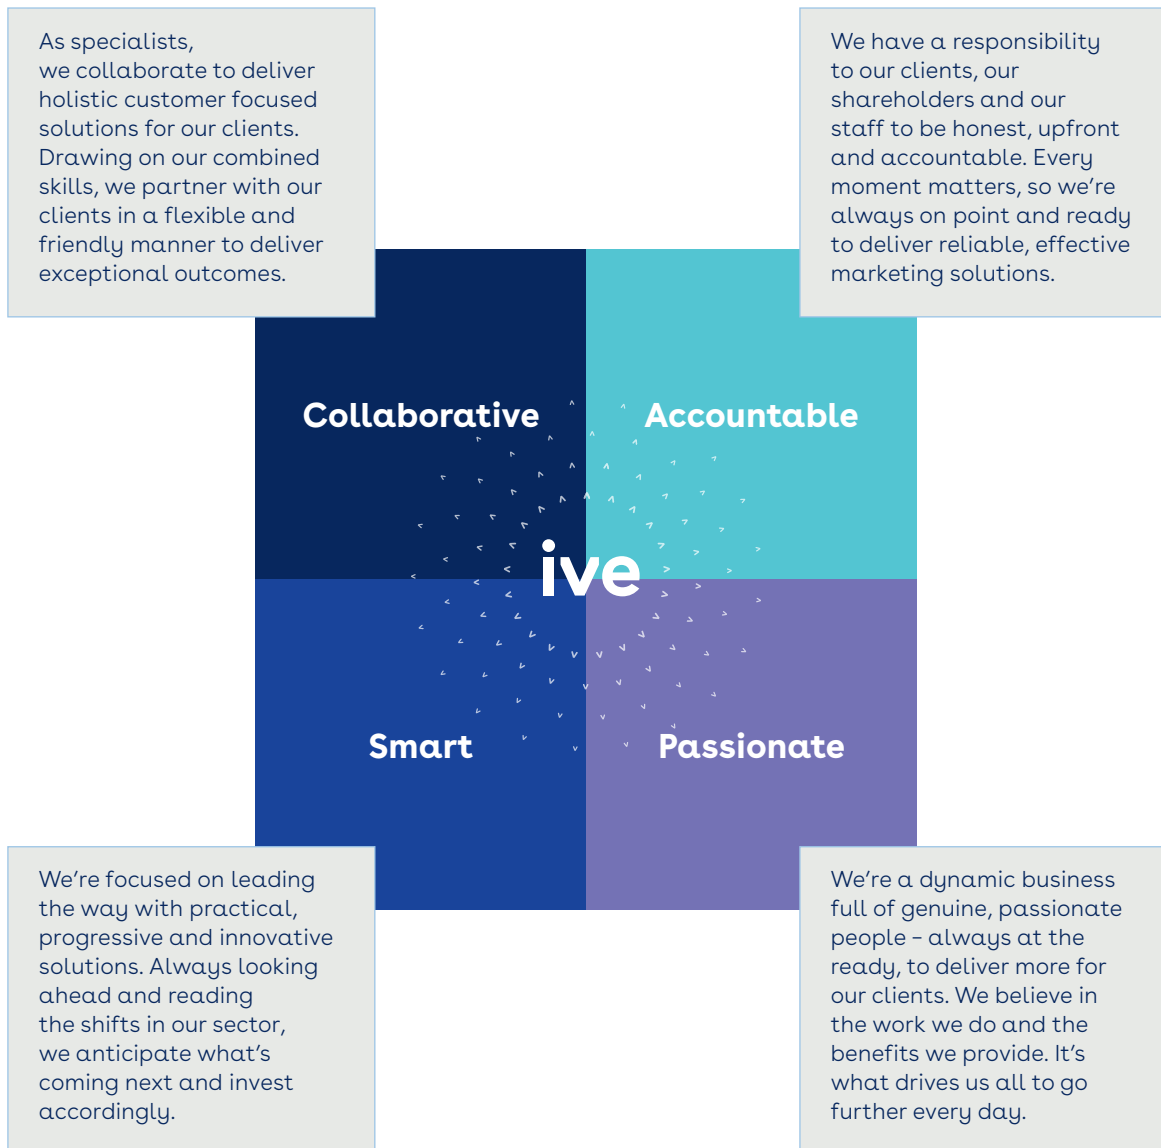 As specialists,
we collaborate to deliver
holistic customer focused
solutions for our clients.
Drawing on our combined
skills, we partner with our
clients in a flexible and
friendly manner to deliver
exceptional outcomes.
We have a responsibility
to our clients, our
shareholders and our
staff to be honest, upfront
and accountable. Every
moment matters, so we're
always on point and ready
to deliver reliable, effective
marketing solutions.
Collaborative
Accountable
ive
Smart
Passionate
We're focused on leading
the way with practical,
progressive and innovative
solutions. Always looking
ahead and reading
the shifts in our sector,
we anticipate what's
coming next and invest
accordingly.
We're a dynamic business
full of genuine, passionate
people – always at the
ready, to deliver more for
our clients. We believe in
the work we do and the
benefits we provide. It's
what drives us all to go
further every day.